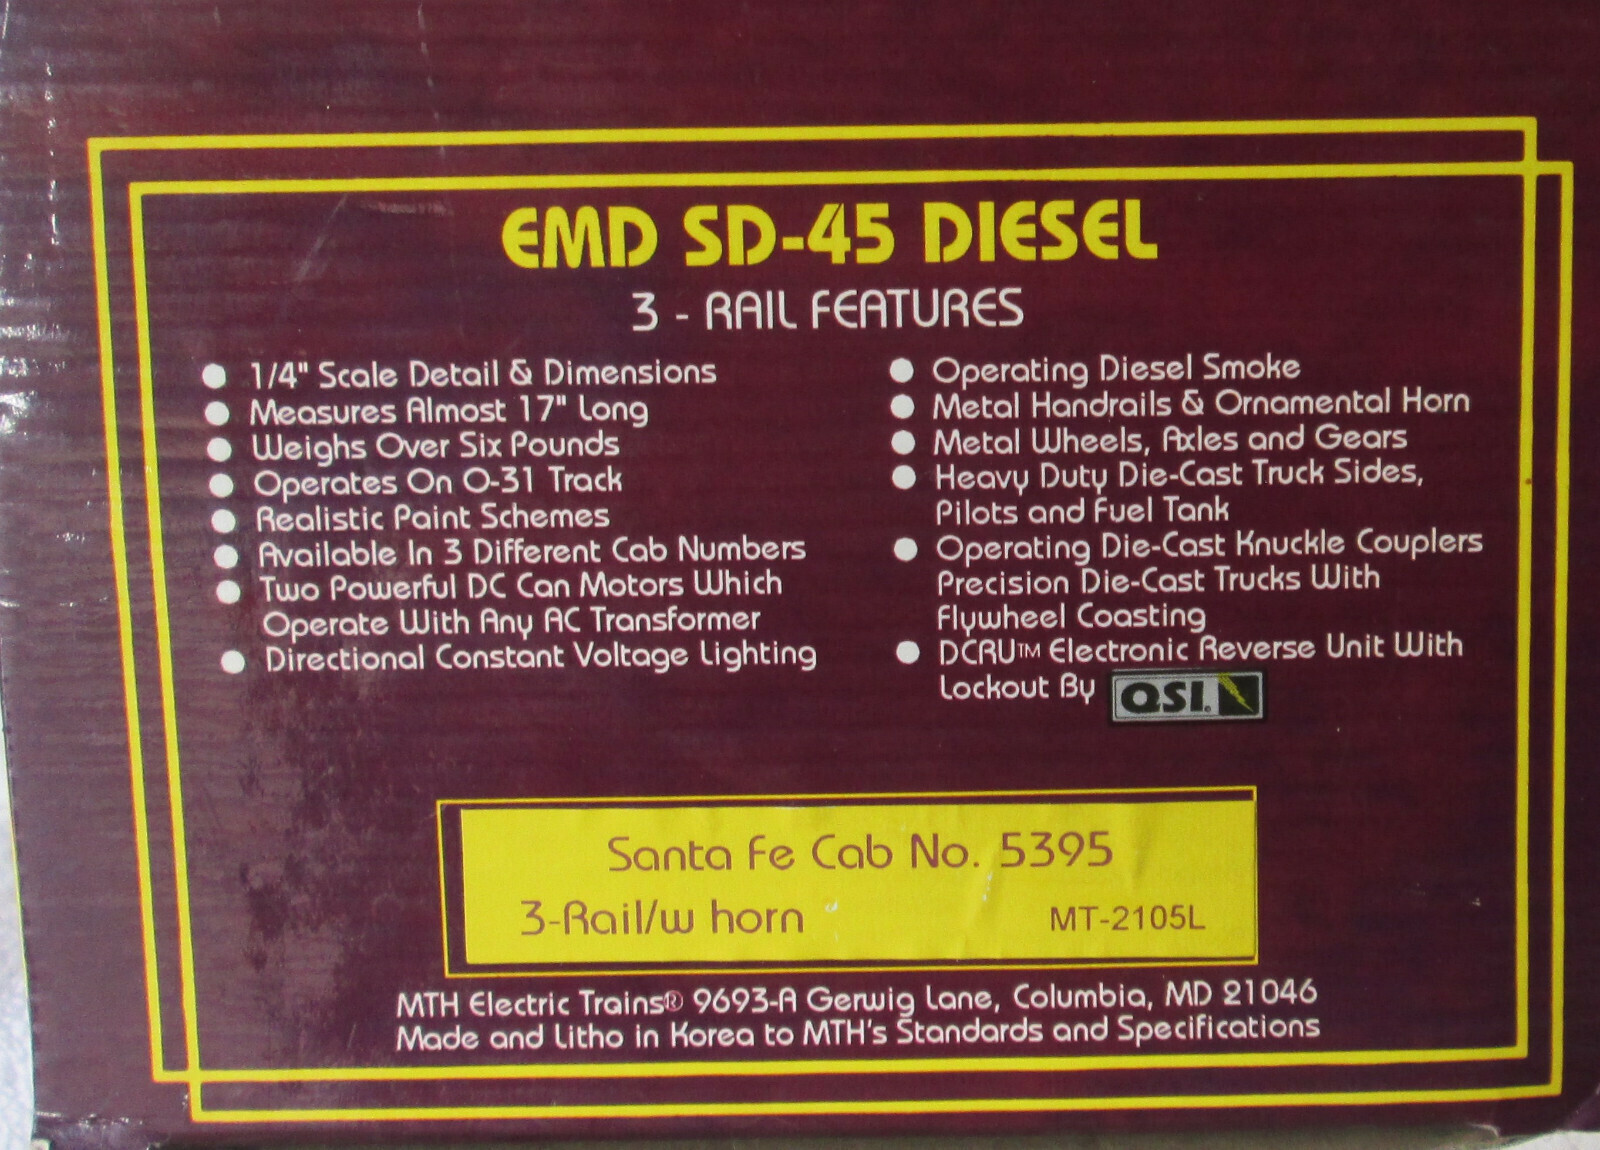 EMD SD-45 DIESEL
3 - RAIL FEATURES
1/4" Scale Detail & Dimensions
Measures Almost 17" Long
Weighs Over Six Pounds
Operates On O-31 Track
Realistic Paint Schemes
Available In 3 Different Cab Numbers
Two Powerful DC Can Motors Which
Operate With Any AC Transformer
Directional Constant Voltage Lighting
Operating Diesel Smoke
Metal Handrails & Ornamental Horn
Metal Wheels, Axles and Gears
Heavy Duty Die-Cast Truck Sides,
Pilots and Fuel Tank
Operating Die-Cast Knuckle Couplers
Precision Die-Cast Trucks With
Flywheel Coasting
DCRU™ Electronic Reverse Unit With
Lockout By QSI®
Santa Fe Cab No. 5395
3-Rail/w horn MT-2105L
MTH Electric Trains® 9693-A Gerwig Lane, Columbia, MD 21046
Made and Litho in Korea to MTH's Standards and Specifications